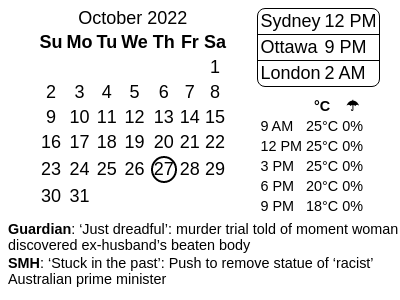 October 2022
Su Mo Tu We Th Fr Sa
1
2 3 4 5 6 7 8
9 10 11 12 13 14 15
16 17 18 19 20 21 22
23 24 25 26 27 28 29
30 31
Sydney 12 PM
Ottawa 9 PM
London 2 AM
°C ☂
9 AM 25°C 0%
12 PM 25°C 0%
3 PM 25°C 0%
6 PM 20°C 0%
9 PM 18°C 0%
Guardian: ‘Just dreadful’: murder trial told of moment woman
discovered ex-husband’s beaten body
SMH: ‘Stuck in the past’: Push to remove statue of ‘racist’
Australian prime minister